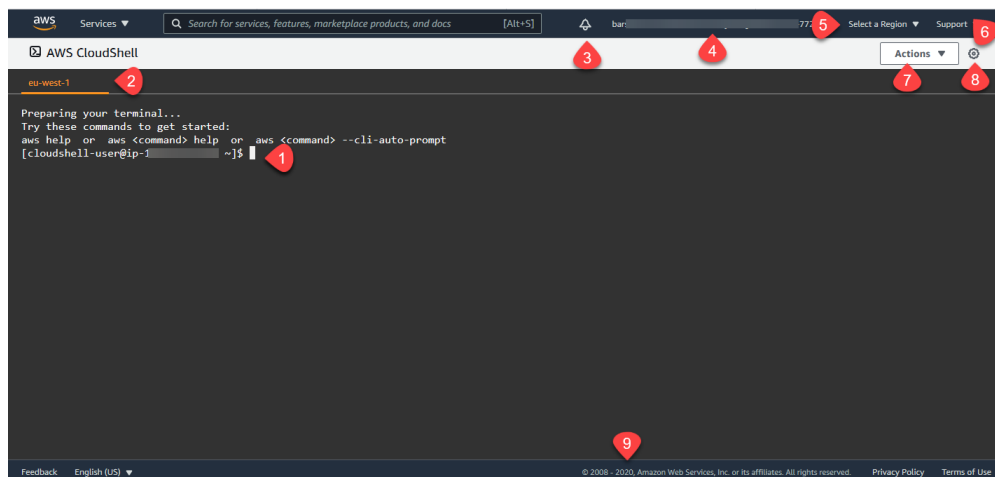 aws Services ▼ Search for services, features, marketplace products, and docs [Alt+S] 3 bar 4 772 5 Select a Region ▼ Support 6
AWS CloudShell Actions ▼ 7 8
eu-west-1 2
Preparing your terminal...
Try these commands to get started:
aws help or aws <command> help or aws <command> --cli-auto-prompt
[cloudshell-user@ip-1 ~]$ 1
9
Feedback English (US) ▼ © 2008 - 2020, Amazon Web Services, Inc. or its affiliates. All rights reserved. Privacy Policy Terms of Use